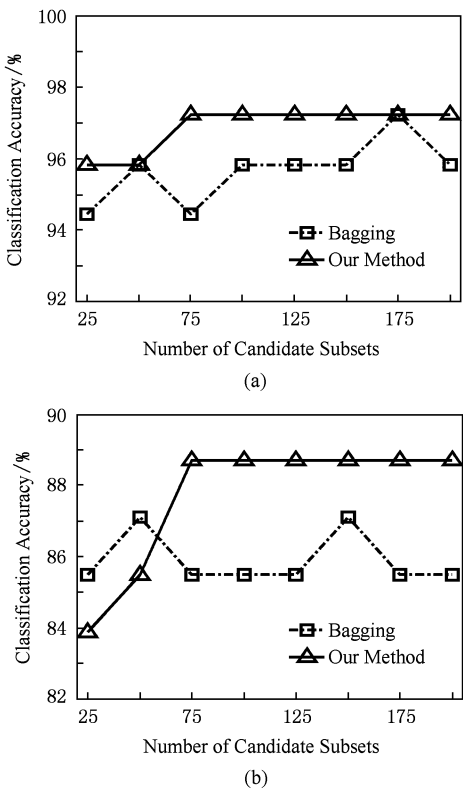 100
98
96
94
92
Classification Accuracy/%
Bagging
Our Method
25 75 125 175
Number of Candidate Subsets
(a)
90
88
86
84
82
Classification Accuracy/%
Bagging
Our Method
25 75 125 175
Number of Candidate Subsets
(b)